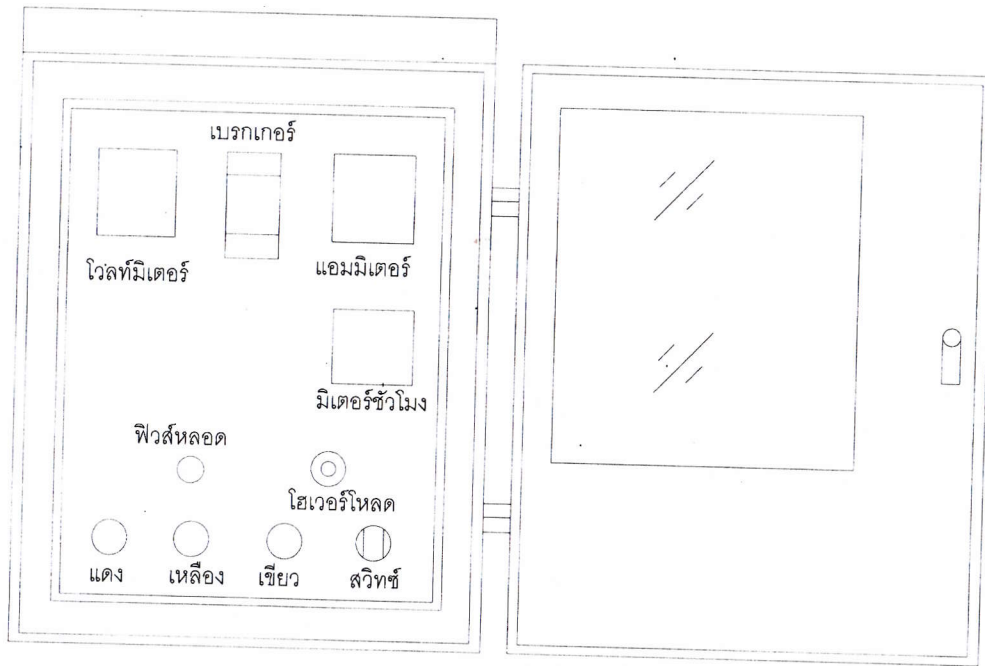 เบรกเกอร์
โวลท์มิเตอร์
แอมมิเตอร์
มิเตอร์ชั่วโมง
ฟิวส์หลอด
โฮเวอร์โหลด
แดง
เหลือง
เขียว
สวิทซ์